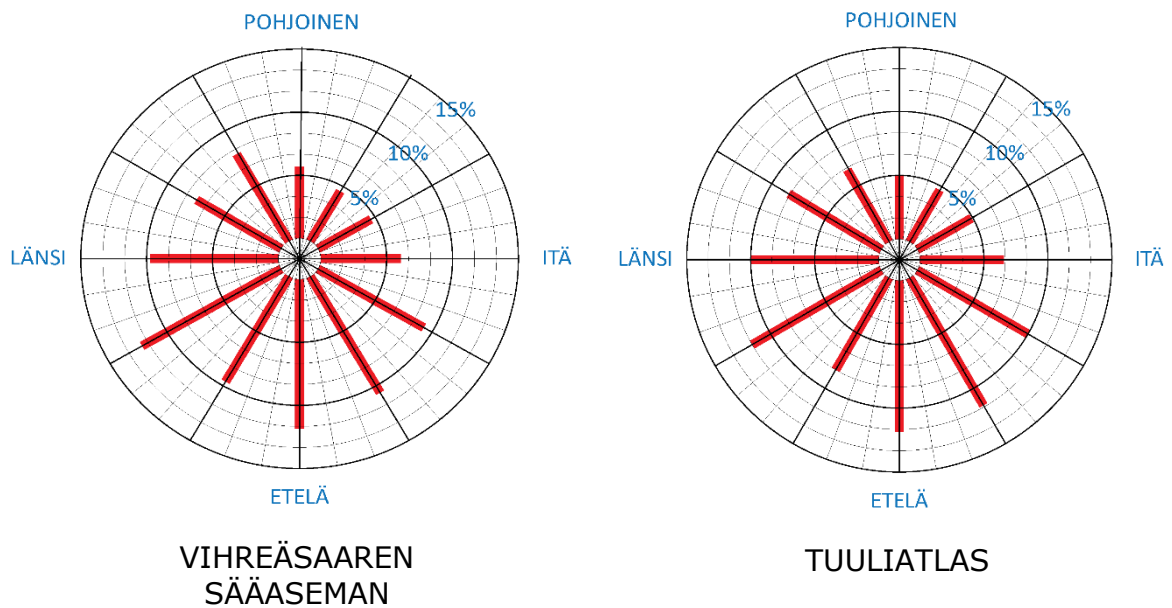 POHJOINEN
15%
10%
5%
LÄNSI
ITÄ
ETELÄ
VIHREÄSAAREN
SÄÄASEMAN
POHJOINEN
15%
10%
5%
LÄNSI
ITÄ
ETELÄ
TUULIATLAS